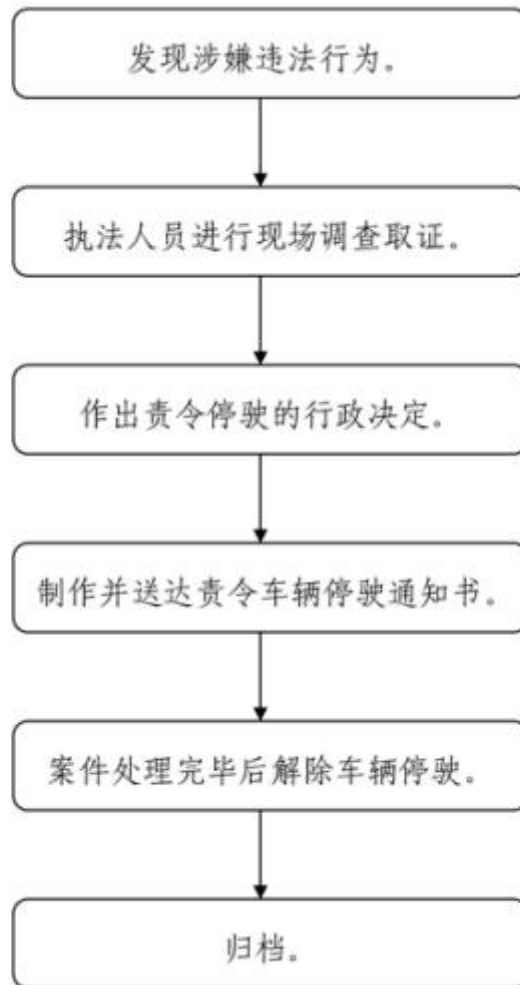 发现涉嫌违法行为。
执法人员进行现场调查取证。
作出责令停驶的行政决定。
制作并送达责令车辆停驶通知书。
案件处理完毕后解除车辆停驶。
归档。